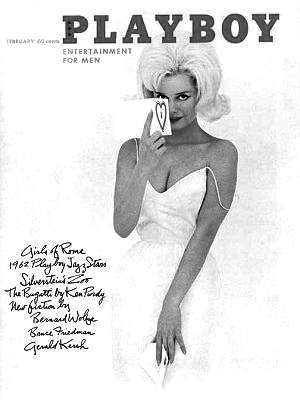 PLAYBOY
FEBRUARY 60 cents
ENTERTAINMENT
FOR MEN
Girls of Rome
1962 Playboy Jazz Stars
Silverstein's Zoo
The Bugatti by Ken Purdy
New fiction by
Bernard Wolfe
Bruce Friedman
Gerald Kersh